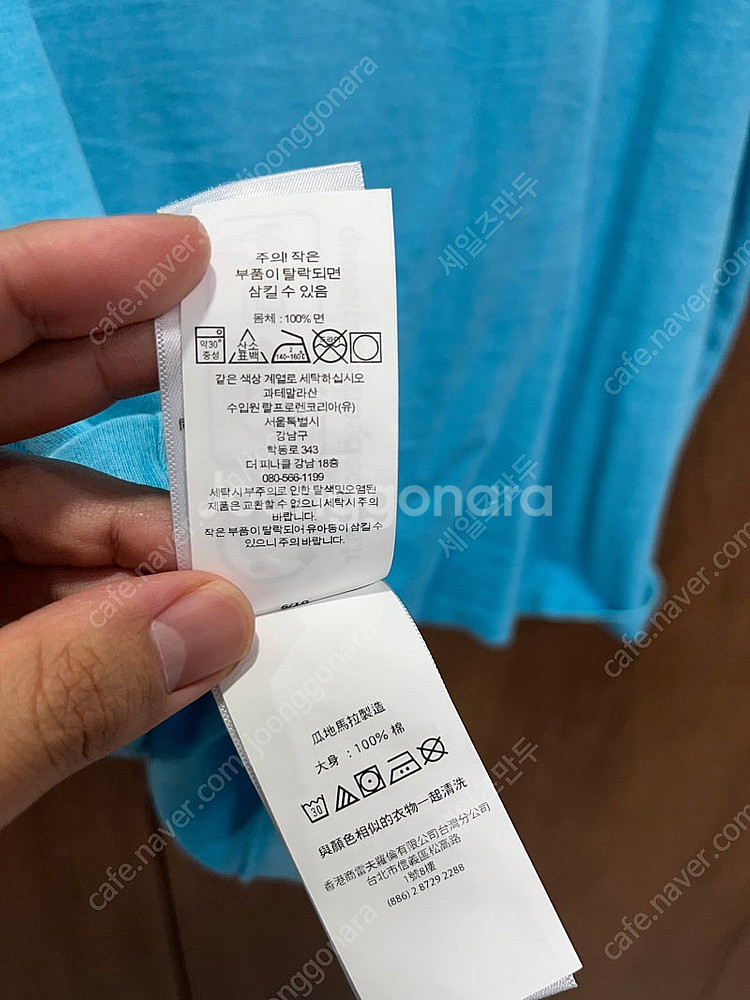 주의! 작은
부품이 탈락되면
삼킬 수 있음
몸체 : 100% 면
약30°
중성
산소
표백
2
140~160℃
드라이
같은 색상 계열로 세탁하십시오
과테말라산
수입원 랄프로렌코리아(유)
서울특별시
강남구
학동로 343
더 피나클 강남 18층
080-566-1199
세탁시 부주의로 인한 탈색및오염된
제품은 교환할 수 없으니 세탁시 주의
바랍니다.
작은 부품이 탈락되어 유아동이 삼킬 수
있으니 주의 바랍니다.
5/10
瓜地馬拉製造
大身 : 100% 棉
30
與顏色相似的衣物一起清洗
香港商雷夫羅倫有限公司台灣分公司
台北市信義區松高路
1號8樓
(886) 2 8729 2288
joonggonara
cafe.naver.com/joonggonara
세일즈만두